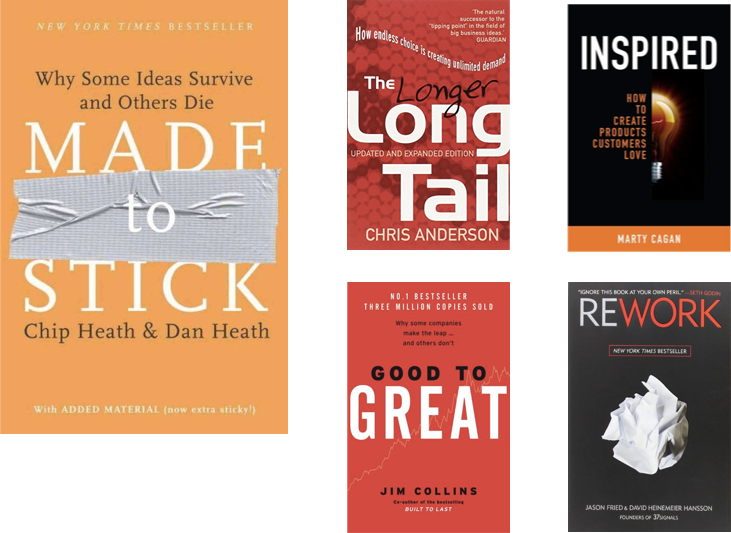 NEW YORK TIMES BESTSELLER
Why Some Ideas Survive
and Others Die
MADE
to
STICK
Chip Heath & Dan Heath
With ADDED MATERIAL (now extra sticky!)
'The natural
successor to the
"tipping point" in the field of
big business ideas.'
GUARDIAN
How endless choice is creating unlimited demand
The Longer
Long
UPDATED AND EXPANDED EDITION
Tail
CHRIS ANDERSON
INSPIRED
HOW
TO
CREATE
PRODUCTS
CUSTOMERS
LOVE
MARTY CAGAN
NO.1 BESTSELLER
THREE MILLION COPIES SOLD
Why some companies
make the leap ...
and others don't
GOOD TO
GREAT
JIM COLLINS
Co-author of the bestselling
BUILT TO LAST
"IGNORE THIS BOOK AT YOUR OWN PERIL." —SETH GODIN
REWORK
NEW YORK TIMES BESTSELLER
JASON FRIED & DAVID HEINEMEIER HANSSON
FOUNDERS OF 37SIGNALS